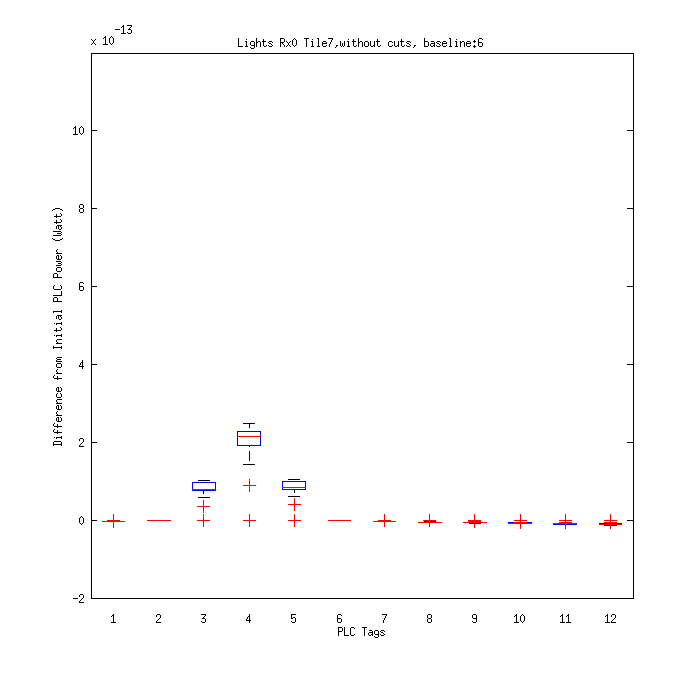 x 10^-13
Lights Rx0 Tile7,without cuts, baseline:6
Difference from Initial PLC Power (Watt)
10
8
6
4
2
0
-2
1 2 3 4 5 6 7 8 9 10 11 12
PLC Tags